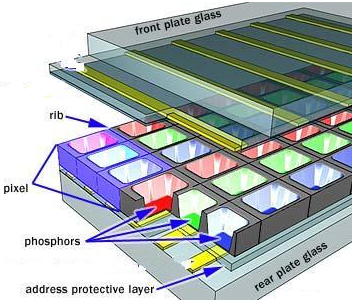 front plate glass
rib
pixel
phosphors
rear plate glass
address protective layer